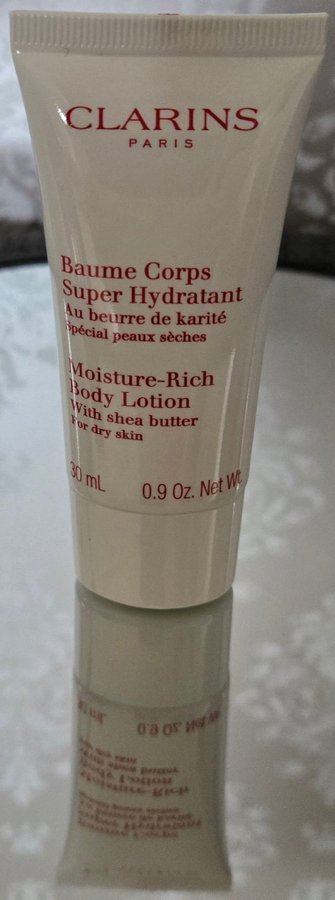 CLARINS
PARIS
Baume Corps
Super Hydratant
Au beurre de karité
Spécial peaux sèches
Moisture-Rich
Body Lotion
With shea butter
For dry skin
30 mL 0.9 Oz. Net Wt.